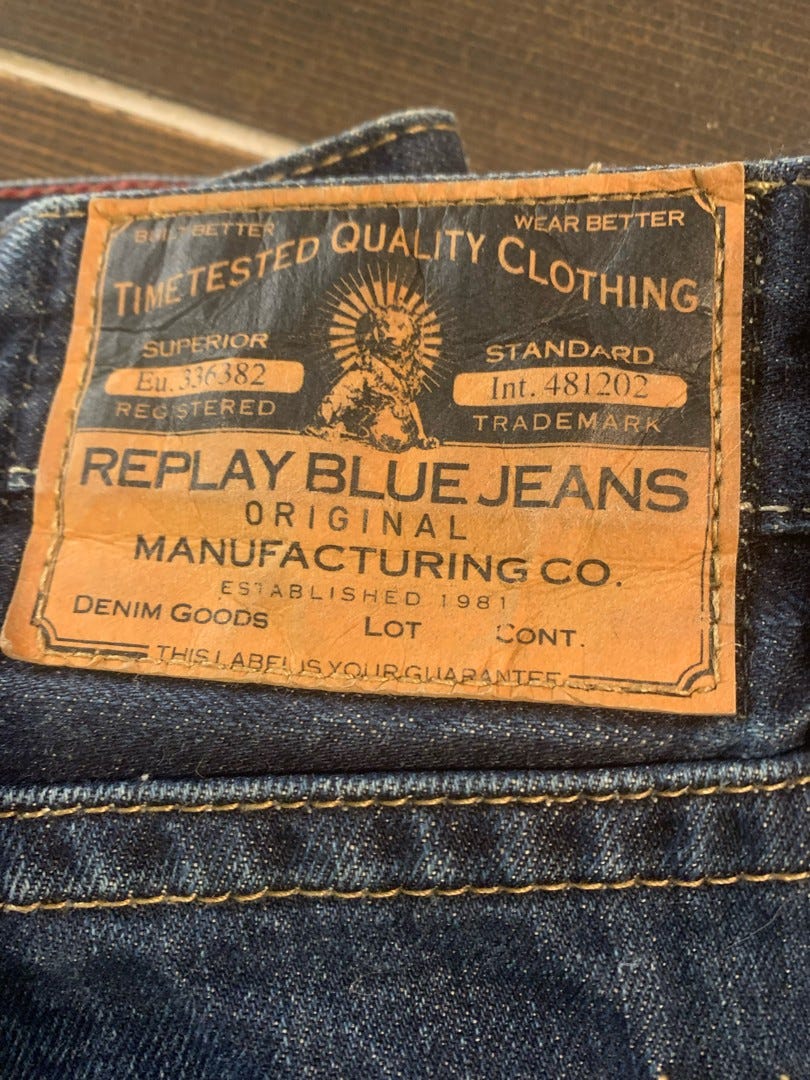 BUILT BETTER
WEAR BETTER
TIMETESTED QUALITY CLOTHING
SUPERIOR
Eu. 336382
REGISTERED
STANDARD
Int. 481202
TRADEMARK
REPLAY BLUE JEANS
ORIGINAL
MANUFACTURING CO.
ESTABLISHED 1981
DENIM GOODS LOT CONT.
THIS LABEL IS YOUR GUARANTEE